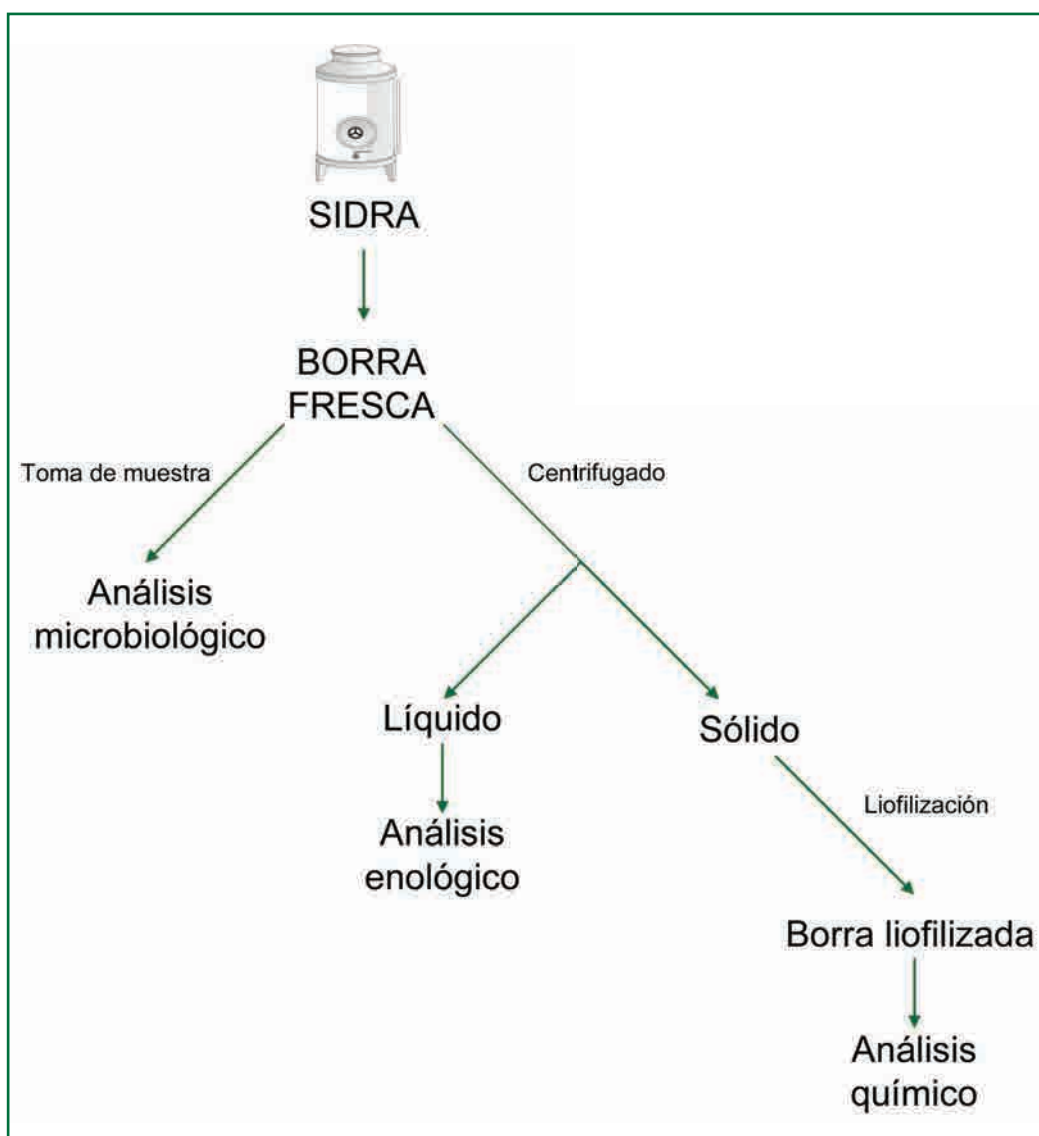 SIDRA
BORRA
FRESCA
Toma de muestra
Centrifugado
Análisis
microbiológico
Líquido
Sólido
Liofilización
Análisis
enológico
Borra liofilizada
Análisis
químico